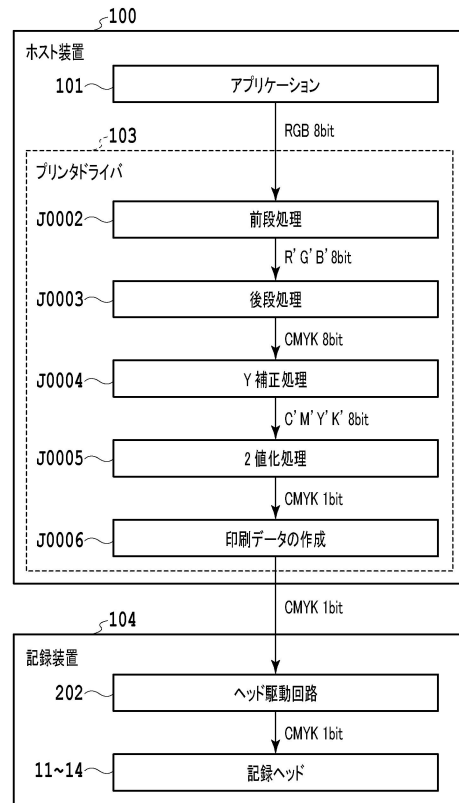 100
ホスト装置
101 アプリケーション
RGB 8bit
103
プリンタドライバ
J0002 前段処理
R'G'B' 8bit
J0003 後段処理
CMYK 8bit
J0004 Y補正処理
C'M'Y'K' 8bit
J0005 2値化処理
CMYK 1bit
J0006 印刷データの作成
CMYK 1bit
104
記録装置
202 ヘッド駆動回路
CMYK 1bit
11~14 記録ヘッド